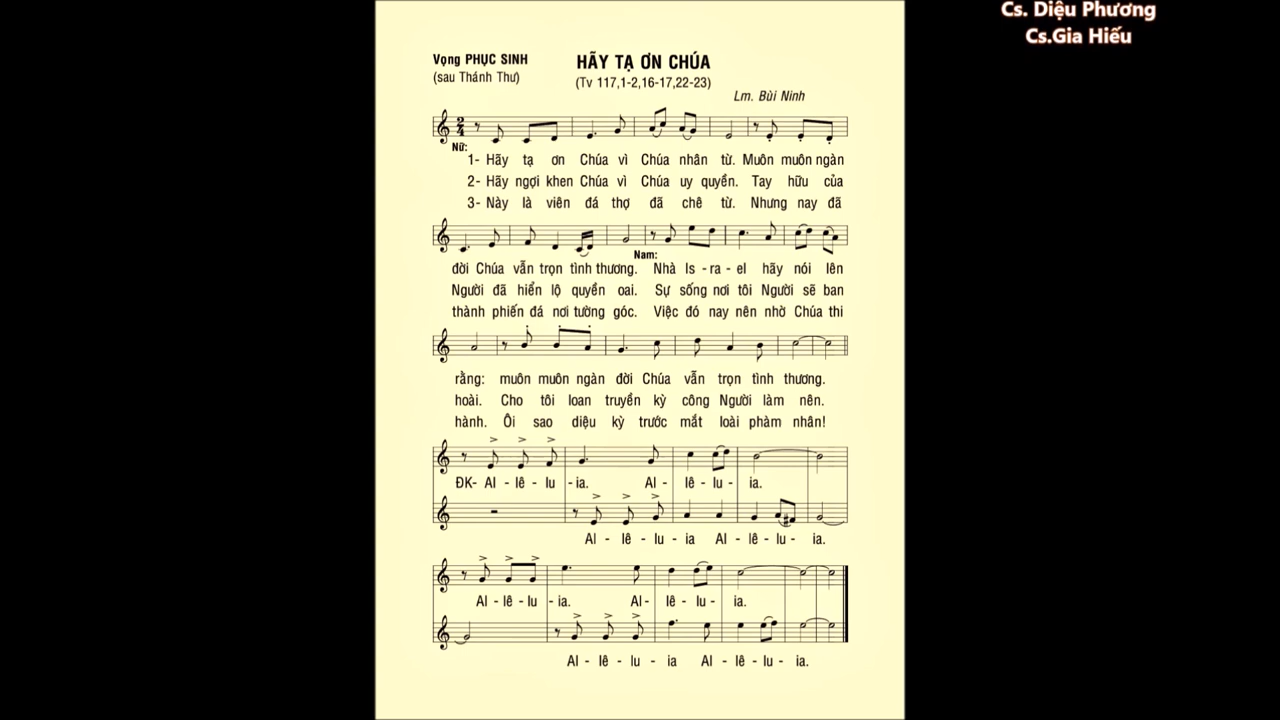 Cs. Diệu Phương
Cs.Gia Hiếu
Vọng PHỤC SINH
(sau Thánh Thư)
HÃY TẠ ƠN CHÚA
(Tv 117,1-2,16-17,22-23)
Lm. Bùi Ninh
Nữ:
1- Hãy tạ ơn Chúa vì Chúa nhân từ. Muôn muôn ngàn
2- Hãy ngợi khen Chúa vì Chúa uy quyền. Tay hữu của
3- Này là viên đá thợ đã chê từ. Nhưng nay đã
Nam:
đời Chúa vẫn trọn tình thương. Nhà Is - ra - el hãy nói lên
Người đã hiển lộ quyền oai. Sự sống nơi tôi Người sẽ ban
thành phiến đá nơi tường góc. Việc đó nay nên nhờ Chúa thi
rằng: muôn muôn ngàn đời Chúa vẫn trọn tình thương.
hoài. Cho tôi loan truyền kỳ công Người làm nên.
hành. Ôi sao diệu kỳ trước mắt loài phàm nhân!
ĐK- Al - lê - lu - ia. Al - lê - lu - ia.
Al - lê - lu - ia Al - lê - lu - ia.
Al - lê - lu - ia. Al - lê - lu - ia.
Al - lê - lu - ia Al - lê - lu - ia.